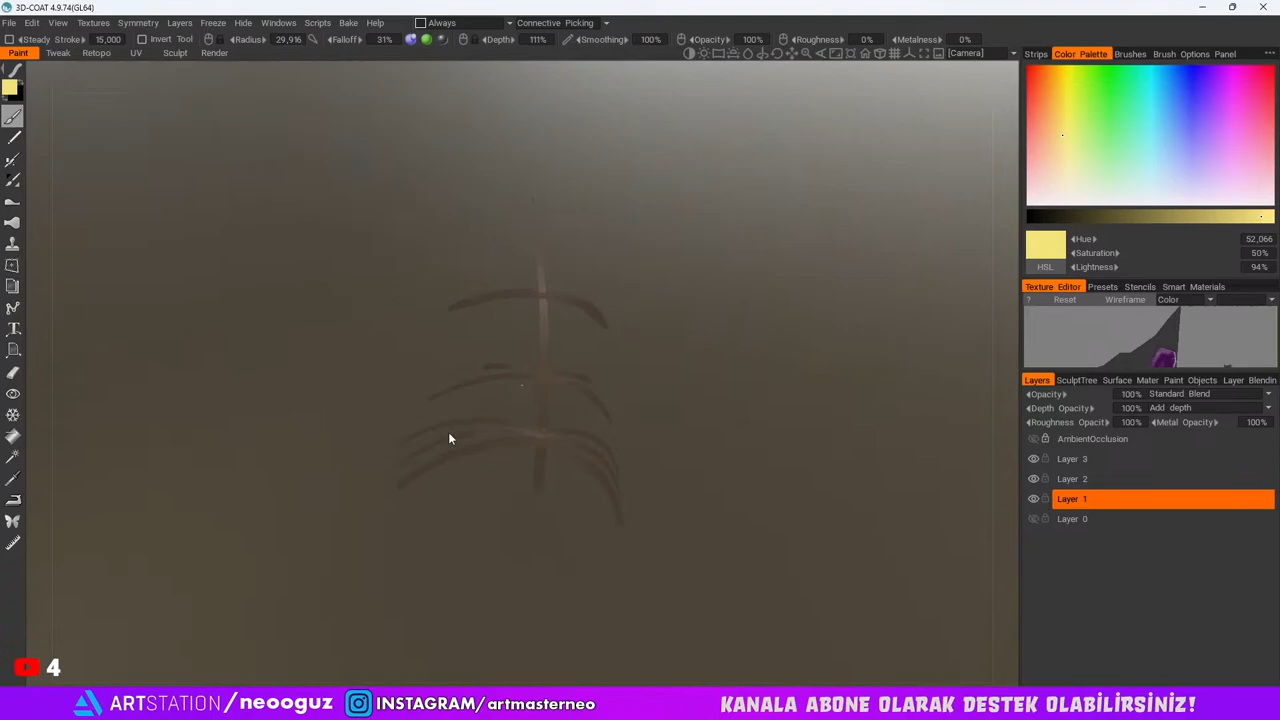 3D-COAT 4.9.74(GL64)
File Edit View Textures Symmetry Layers Freeze Hide Windows Scripts Bake Help Always Connective Picking
Steady Stroke 15,000 Invert Tool Radius 29,916 Falloff 31% Depth 111% Smoothing 100% Opacity 100% Roughness 0% Metalness 0%
Paint Tweak Retopo UV Sculpt Render [Camera]
Strips Color Palette Brushes Brush Options Panel
Hue 52,066
Saturation 50%
HSL Lightness 94%
Texture Editor Presets Stencils Smart Materials
? Reset Wireframe Color
Layers SculptTree Surface Mater Paint Objects Layer Blendin
Opacity 100% Standard Blend
Depth Opacity 100% Add depth
Roughness Opacit 100% Metal Opacity 100%
AmbientOcclusion
Layer 3
Layer 2
Layer 1
Layer 0
4
ARTSTATION/neooguz INSTAGRAM/artmasterneo KANALA ABONE OLARAK DESTEK OLABİLİRSİNİZ!